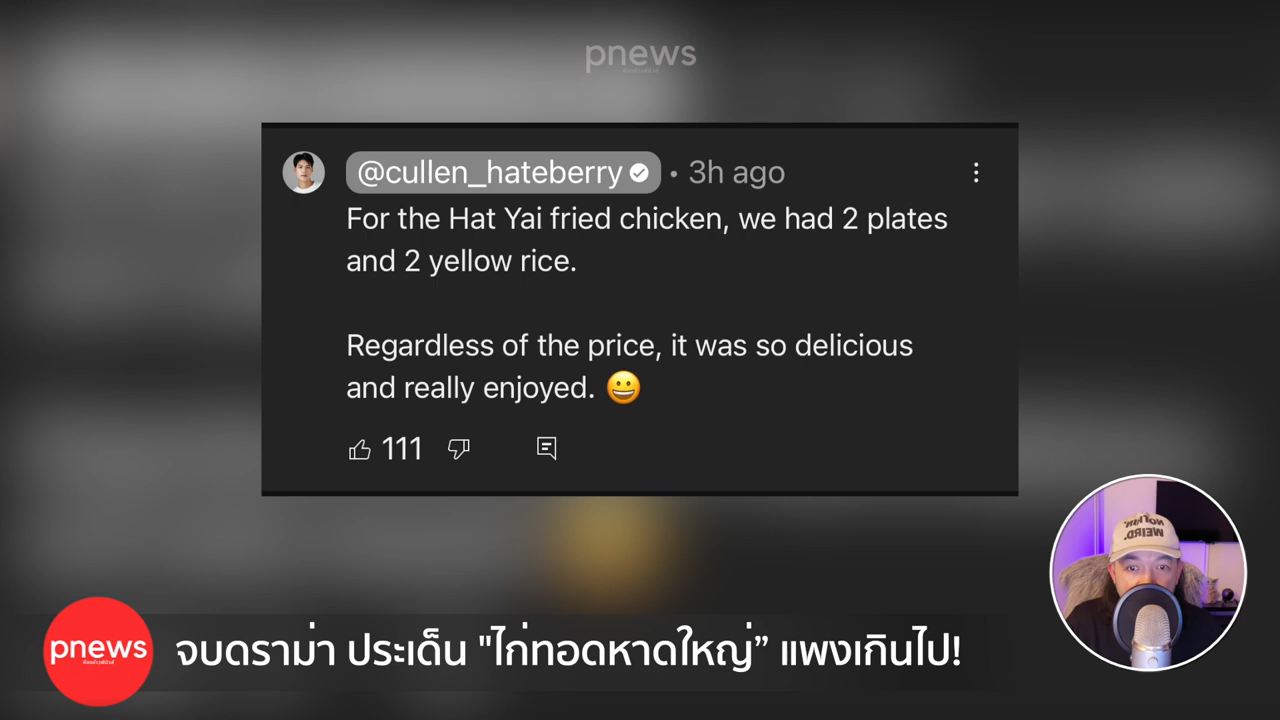 pnews
@cullen_hateberry • 3h ago
For the Hat Yai fried chicken, we had 2 plates
and 2 yellow rice.
Regardless of the price, it was so delicious
and really enjoyed. 😀
111
WORKIN'
WEIRD.
pnews
จบดราม่า ประเด็น "ไก่ทอดหาดใหญ่” แพงเกินไป!